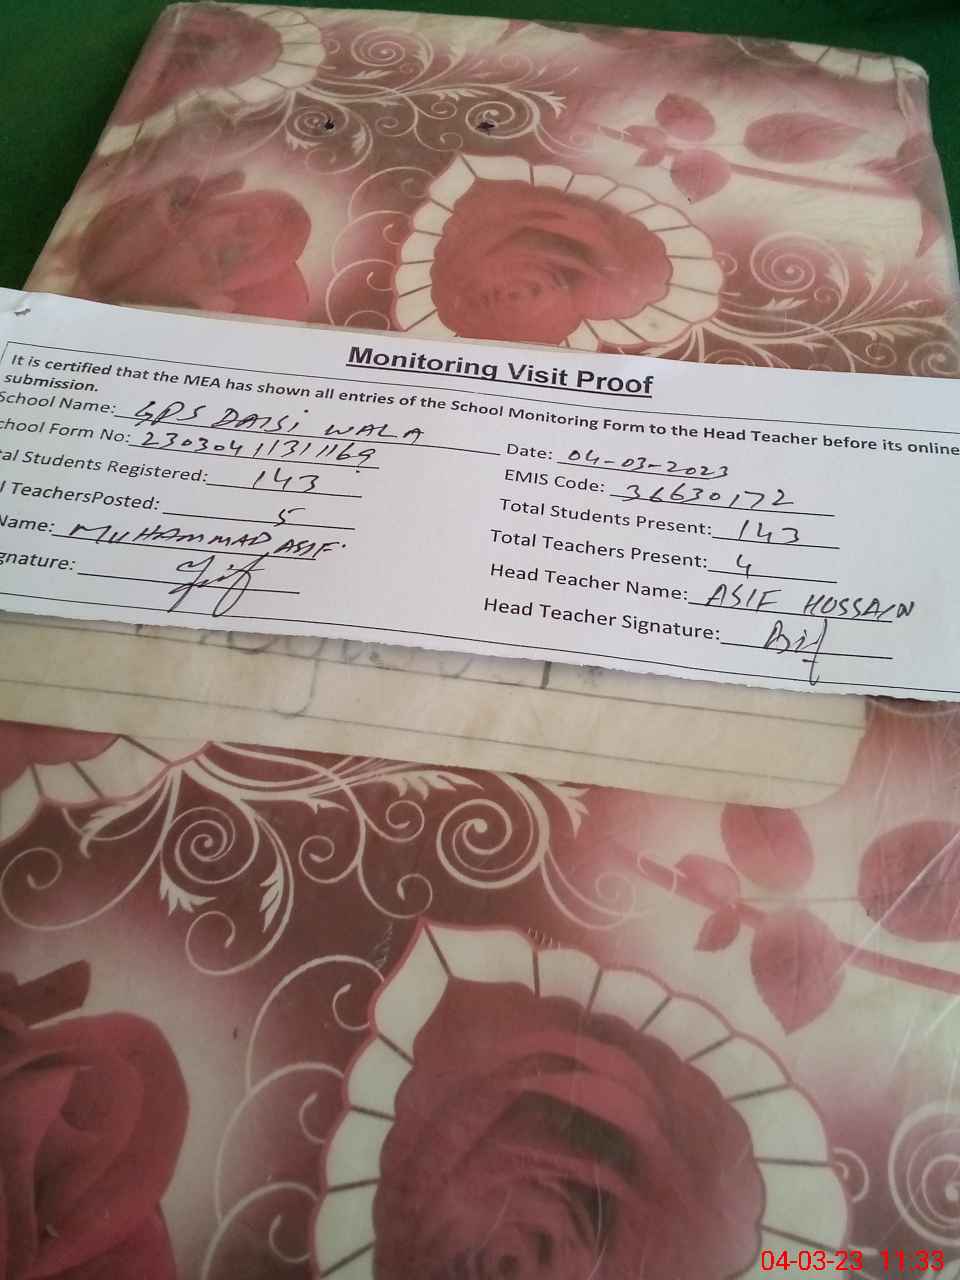 Monitoring Visit Proof
It is certified that the MEA has shown all entries of the School Monitoring Form to the Head Teacher before its online
submission.
School Name: GPS DAISI WALA
Date: 04-03-2023
chool Form No: 2303041131169
EMIS Code: 36630172
tal Students Registered: 143
Total Students Present: 143
l TeachersPosted: 5
Total Teachers Present: 4
Name: MUHAMMAD ASIF.
Head Teacher Name: ASIF HUSSAIN
gnature:
Head Teacher Signature: Asif
04-03-23 11:33